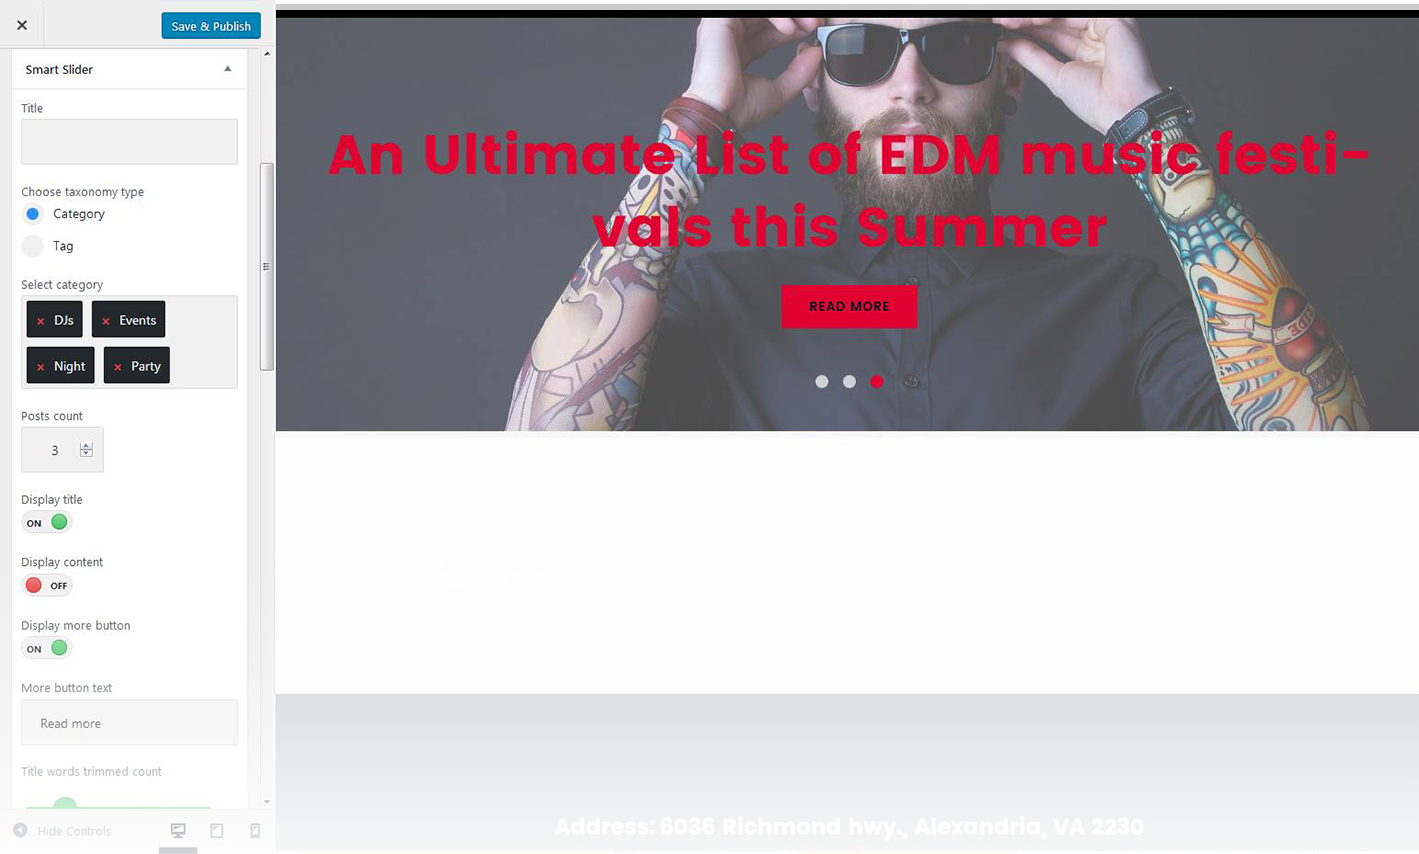 Save & Publish
Smart Slider
Title
Choose taxonomy type
Category
Tag
Select category
× DJs × Events
× Night × Party
Posts count
3
Display title
ON
Display content
OFF
Display more button
ON
More button text
Read more
Title words trimmed count
Hide Controls
An Ultimate List of EDM music festi-
vals this Summer
READ MORE
Address: 6036 Richmond hwy., Alexandria, VA 2230